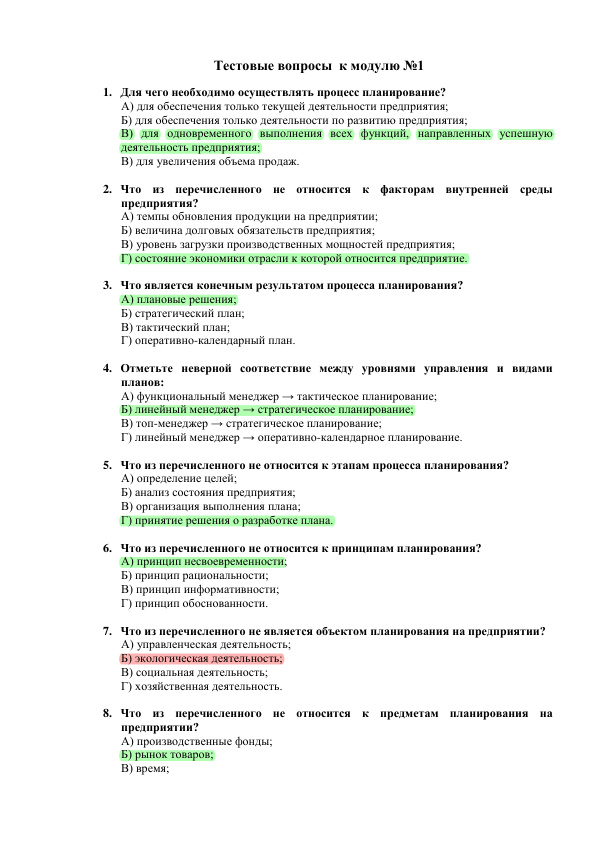 Тестовые вопросы к модулю №1
1. Для чего необходимо осуществлять процесс планирование?
А) для обеспечения только текущей деятельности предприятия;
Б) для обеспечения только деятельности по развитию предприятия;
В) для одновременного выполнения всех функций, направленных успешную
деятельность предприятия;
В) для увеличения объема продаж.
2. Что из перечисленного не относится к факторам внутренней среды
предприятия?
А) темпы обновления продукции на предприятии;
Б) величина долговых обязательств предприятия;
В) уровень загрузки производственных мощностей предприятия;
Г) состояние экономики отрасли к которой относится предприятие.
3. Что является конечным результатом процесса планирования?
А) плановые решения;
Б) стратегический план;
В) тактический план;
Г) оперативно-календарный план.
4. Отметьте неверной соответствие между уровнями управления и видами
планов:
А) функциональный менеджер → тактическое планирование;
Б) линейный менеджер → стратегическое планирование;
В) топ-менеджер → стратегическое планирование;
Г) линейный менеджер → оперативно-календарное планирование.
5. Что из перечисленного не относится к этапам процесса планирования?
А) определение целей;
Б) анализ состояния предприятия;
В) организация выполнения плана;
Г) принятие решения о разработке плана.
6. Что из перечисленного не относится к принципам планирования?
А) принцип несвоевременности;
Б) принцип рациональности;
В) принцип информативности;
Г) принцип обоснованности.
7. Что из перечисленного не является объектом планирования на предприятии?
А) управленческая деятельность;
Б) экологическая деятельность;
В) социальная деятельность;
Г) хозяйственная деятельность.
8. Что из перечисленного не относится к предметам планирования на
предприятии?
А) производственные фонды;
Б) рынок товаров;
В) время;